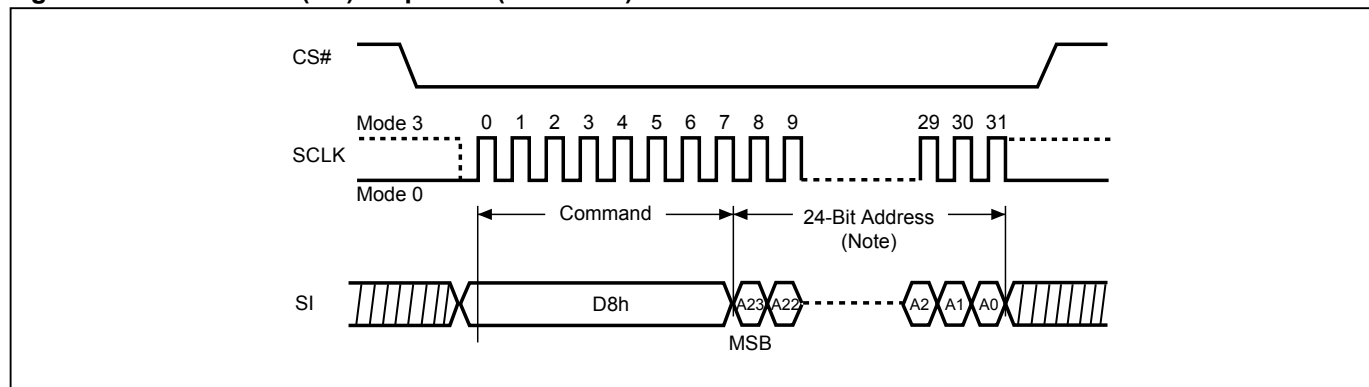 CS#
Mode 3
0 1 2 3 4 5 6 7 8 9 29 30 31
SCLK
Mode 0
Command
24-Bit Address
(Note)
SI
D8h
A23 A22
A2 A1 A0
MSB